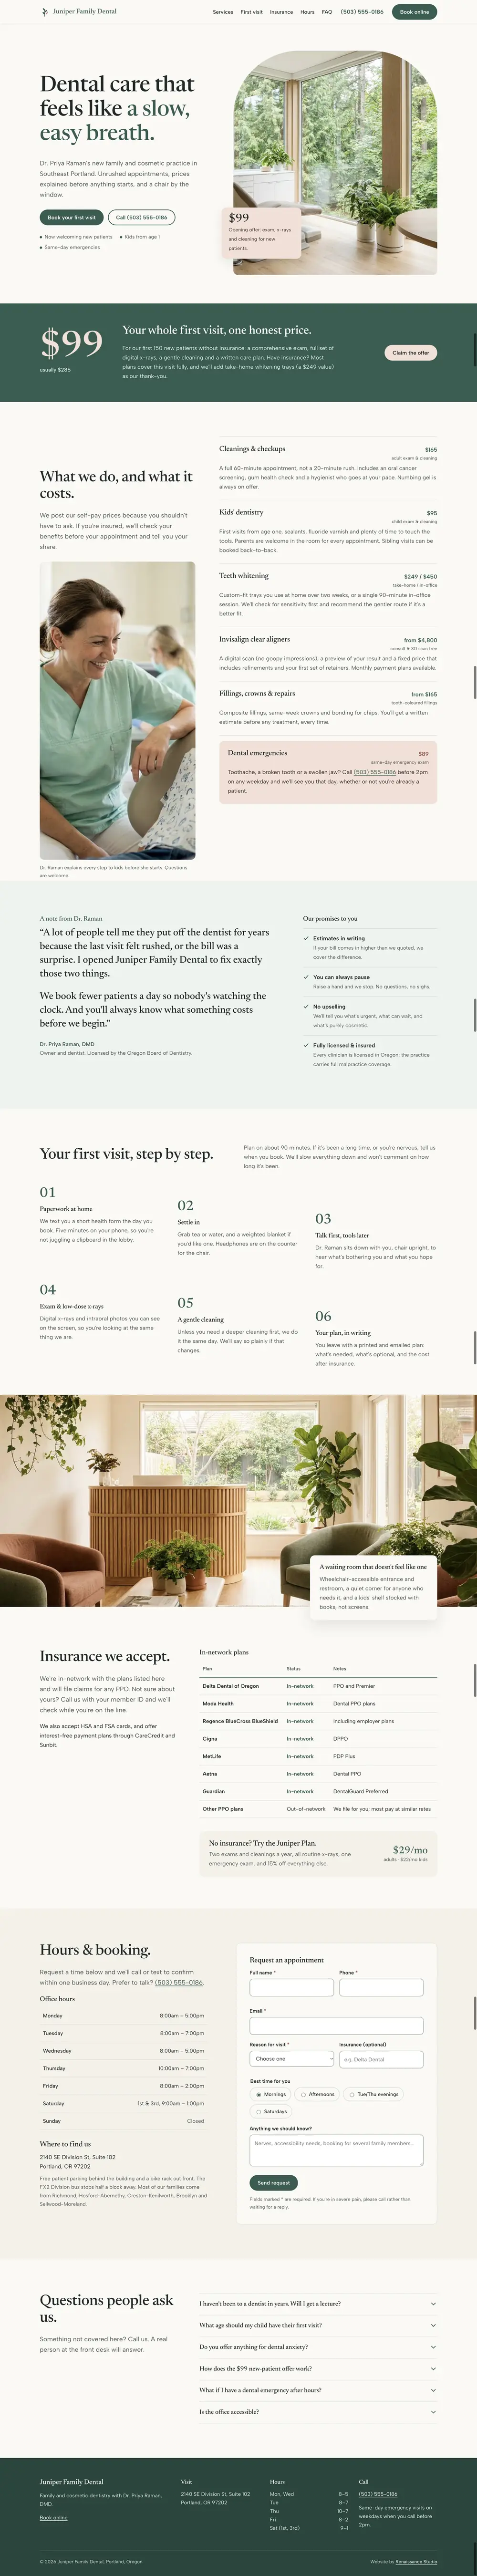 Juniper Family Dental
Services First visit Insurance Hours FAQ (503) 555-0186 Book online
Dental care that
feels like a slow,
easy breath.
Dr. Priya Raman's new family and cosmetic practice in
Southeast Portland. Unrushed appointments, prices
explained before anything starts, and a chair by the
window.
Book your first visit
Call (503) 555-0186
Now welcoming new patients
Kids from age 1
Same-day emergencies
$99
Opening offer: exam, x-rays
and cleaning for new
patients.
$99
usually $285
Your whole first visit, one honest price.
For our first 150 new patients without insurance: a comprehensive exam, full set of
digital x-rays, a gentle cleaning and a written care plan. Have insurance? Most
plans cover this visit fully, and we'll add take-home whitening trays (a $249 value)
as our thank-you.
Claim the offer
What we do, and what it
costs.
We post our self-pay prices because you shouldn't
have to ask. If you're insured, we'll check your
benefits before your appointment and tell you your
share.
Dr. Raman explains every step to kids before she starts. Questions
are welcome.
Cleanings & checkups
$165
adult exam & cleaning
A full 60-minute appointment, not a 20-minute rush. Includes an oral cancer
screening, gum health check and a hygienist who goes at your pace. Numbing gel is
always on offer.
Kids' dentistry
$95
child exam & cleaning
First visits from age one, sealants, fluoride varnish and plenty of time to touch the
tools. Parents are welcome in the room for every appointment. Sibling visits can be
booked back-to-back.
Teeth whitening
$249 / $450
take-home / in-office
Custom-fit trays you use at home over two weeks, or a single 90-minute in-office
session. We'll check for sensitivity first and recommend the gentler route if it's a
better fit.
Invisalign clear aligners
from $4,800
consult & 3D scan free
A digital scan (no goopy impressions), a preview of your result and a fixed price that
includes refinements and your first set of retainers. Monthly payment plans available.
Fillings, crowns & repairs
from $165
tooth-coloured fillings
Composite fillings, same-week crowns and bonding for chips. You'll get a written
estimate before any treatment, every time.
Dental emergencies
$89
same-day emergency exam
Toothache, a broken tooth or a swollen jaw? Call (503) 555-0186 before 2pm
on any weekday and we'll see you that day, whether or not you're already a
patient.
A note from Dr. Raman
“A lot of people tell me they put off the dentist for years
because the last visit felt rushed, or the bill was a
surprise. I opened Juniper Family Dental to fix exactly
those two things.
We book fewer patients a day so nobody's watching the
clock. And you'll always know what something costs
before we begin.”
Dr. Priya Raman, DMD
Owner and dentist. Licensed by the Oregon Board of Dentistry.
Our promises to you
Estimates in writing
If your bill comes in higher than we quoted, we
cover the difference.
You can always pause
Raise a hand and we stop. No questions, no sighs.
No upselling
We'll tell you what's urgent, what can wait, and
what's purely cosmetic.
Fully licensed & insured
Every clinician is licensed in Oregon; the practice
carries full malpractice coverage.
Your first visit, step by step.
Plan on about 90 minutes. If it's been a long time, or you're nervous, tell us
when you book. We'll slow everything down and won't comment on how
long it's been.
01
Paperwork at home
We text you a short health form the day you
book. Five minutes on your phone, so you're
not juggling a clipboard in the lobby.
02
Settle in
Grab tea or water, and a weighted blanket if
you'd like one. Headphones are on the counter
for the chair.
03
Talk first, tools later
Dr. Raman sits down with you, chair upright, to
hear what's bothering you and what you hope
for.
04
Exam & low-dose x-rays
Digital x-rays and intraoral photos you can see
on the screen, so you're looking at the same
thing we are.
05
A gentle cleaning
Unless you need a deeper cleaning first, we do
it the same day. We'll say so plainly if that
changes.
06
Your plan, in writing
You leave with a printed and emailed plan:
what's needed, what's optional, and the cost
after insurance.
A waiting room that doesn't feel like one
Wheelchair-accessible entrance and
restroom, a quiet corner for anyone who
needs it, and a kids' shelf stocked with
books, not screens.
Insurance we accept.
We're in-network with the plans listed here
and will file claims for any PPO. Not sure about
yours? Call us with your member ID and we'll
check while you're on the line.
We also accept HSA and FSA cards, and offer
interest-free payment plans through CareCredit and
Sunbit.
In-network plans
Plan Status Notes
Delta Dental of Oregon In-network PPO and Premier
Moda Health In-network Dental PPO plans
Regence BlueCross BlueShield In-network Including employer plans
Cigna In-network DPPO
MetLife In-network PDP Plus
Aetna In-network Dental PPO
Guardian In-network DentalGuard Preferred
Other PPO plans Out-of-network We file for you; most pay at similar rates
No insurance? Try the Juniper Plan.
Two exams and cleanings a year, all routine x-rays, one
emergency exam, and 15% off everything else.
$29/mo
adults · $22/mo kids
Hours & booking.
Request a time below and we'll call or text to confirm
within one business day. Prefer to talk? (503) 555-0186.
Office hours
Monday 8:00am – 5:00pm
Tuesday 8:00am – 7:00pm
Wednesday 8:00am – 5:00pm
Thursday 10:00am – 7:00pm
Friday 8:00am – 2:00pm
Saturday 1st & 3rd, 9:00am – 1:00pm
Sunday Closed
Where to find us
2140 SE Division St, Suite 102
Portland, OR 97202
Free patient parking behind the building and a bike rack out front. The
FX2 Division bus stops half a block away. Most of our families come
from Richmond, Hosford-Abernethy, Creston-Kenilworth, Brooklyn and
Sellwood-Moreland.
Request an appointment
Full name *
Phone *
Email *
Reason for visit *
Insurance (optional)
Choose one
e.g. Delta Dental
Best time for you
Mornings
Afternoons
Tue/Thu evenings
Saturdays
Anything we should know?
Nerves, accessibility needs, booking for several family members…
Send request
Fields marked * are required. If you're in severe pain, please call rather than
waiting for a reply.
Questions people ask
us.
Something not covered here? Call us. A real
person at the front desk will answer.
I haven't been to a dentist in years. Will I get a lecture?
What age should my child have their first visit?
Do you offer anything for dental anxiety?
How does the $99 new-patient offer work?
What if I have a dental emergency after hours?
Is the office accessible?
Juniper Family Dental
Family and cosmetic dentistry with Dr. Priya Raman,
DMD.
Book online
Visit
2140 SE Division St, Suite 102
Portland, OR 97202
Hours
Mon, Wed 8–5
Tue 8–7
Thu 10–7
Fri 8–2
Sat (1st, 3rd) 9–1
Call
(503) 555-0186
Same-day emergency visits on
weekdays when you call before
2pm.
© 2026 Juniper Family Dental, Portland, Oregon
Website by Renaissance Studio